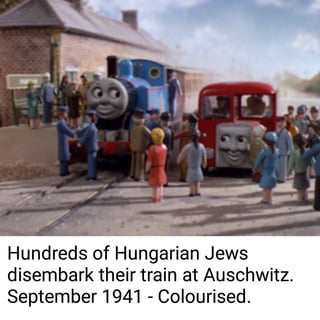 Hundreds of Hungarian Jews
disembark their train at Auschwitz.
September 1941 - Colourised.